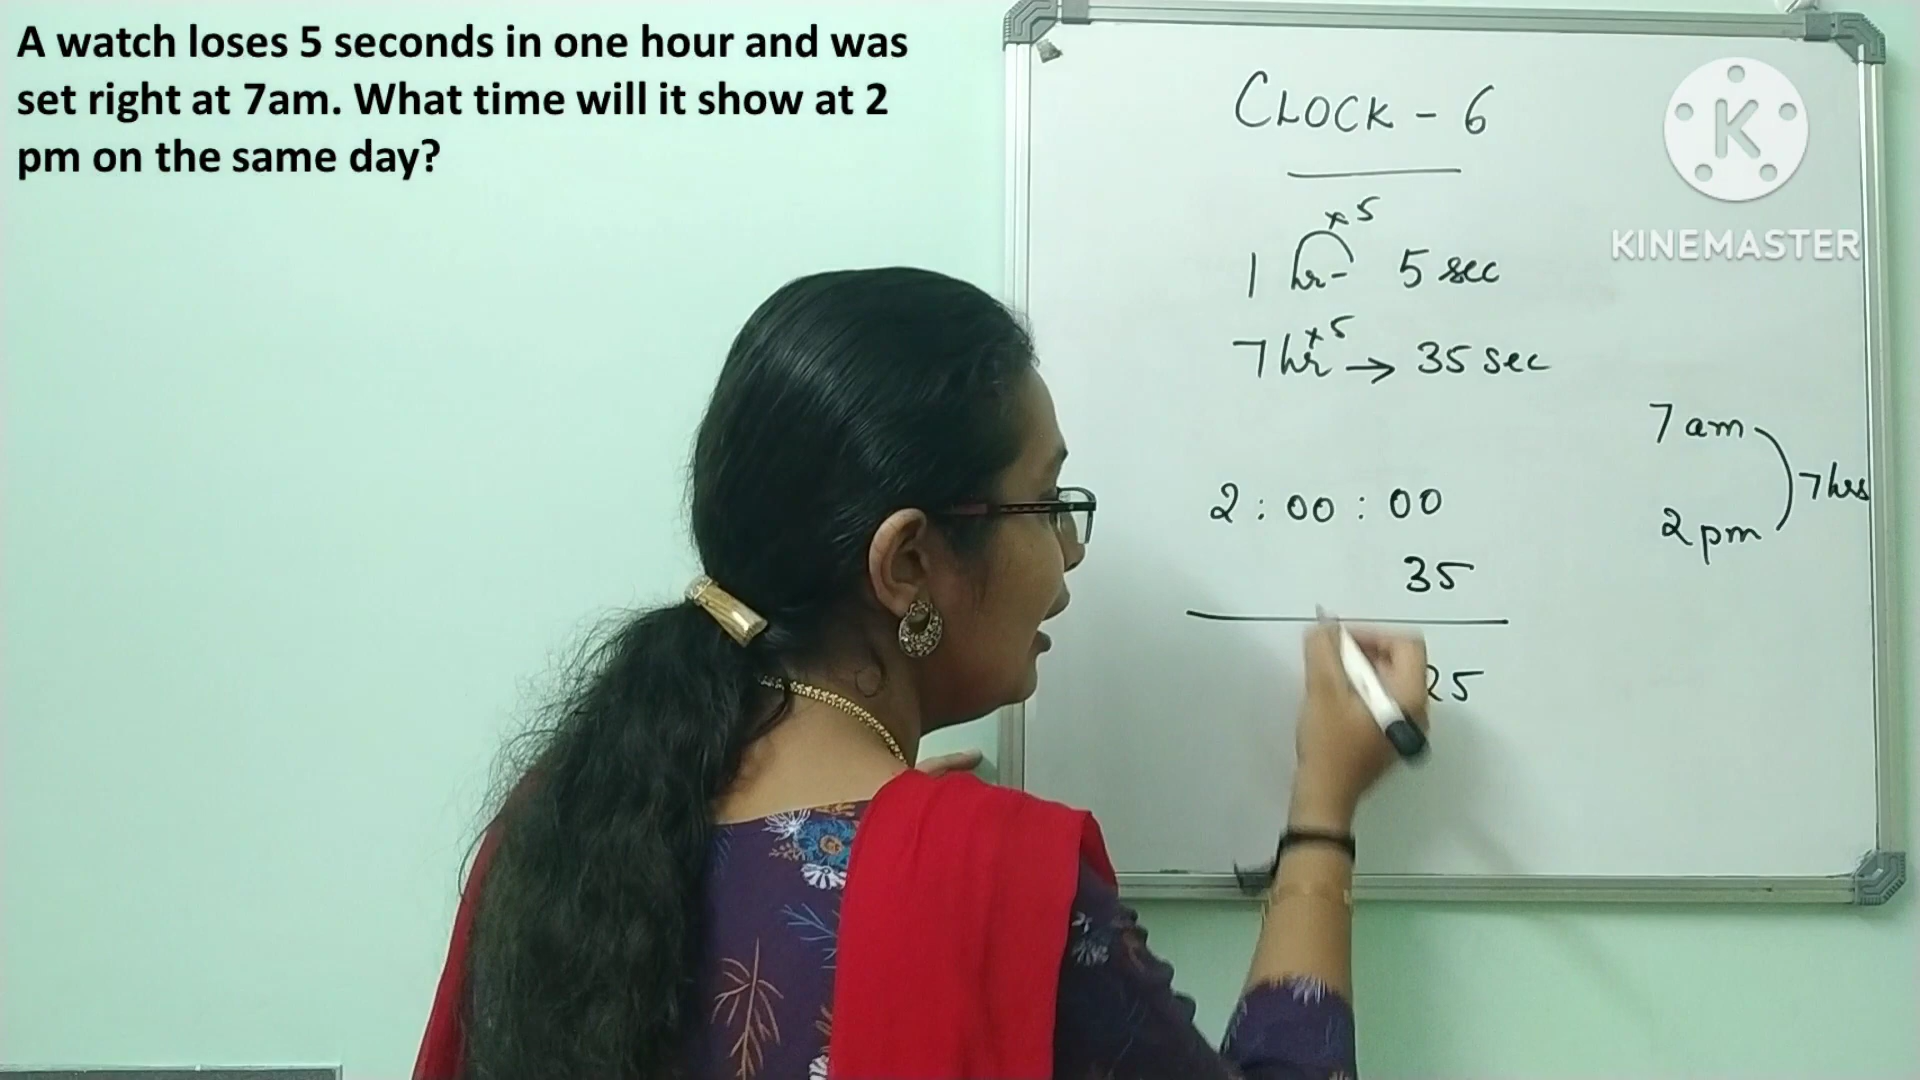 A watch loses 5 seconds in one hour and was
set right at 7am. What time will it show at 2
pm on the same day?
CLOCK - 6
K
KINEMASTER
×5
1 hr - 5 sec
×5
7hr → 35 sec
7 am
7 hrs
2 pm
2 : 00 : 00
35
25